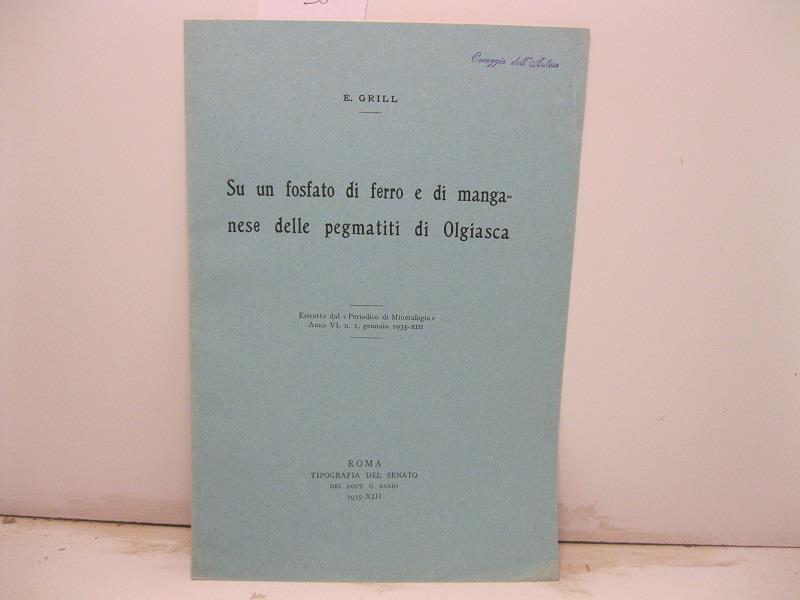 Omaggio dell'Autore
E. GRILL
Su un fosfato di ferro e di manga-
nese delle pegmatiti di Olgiasca
Estratto dal «Periodico di Mineralogia»
Anno VI, n. 1, gennaio 1935-XIII
ROMA
TIPOGRAFIA DEL SENATO
DEL DOTT. G. BARDI
1935-XIII